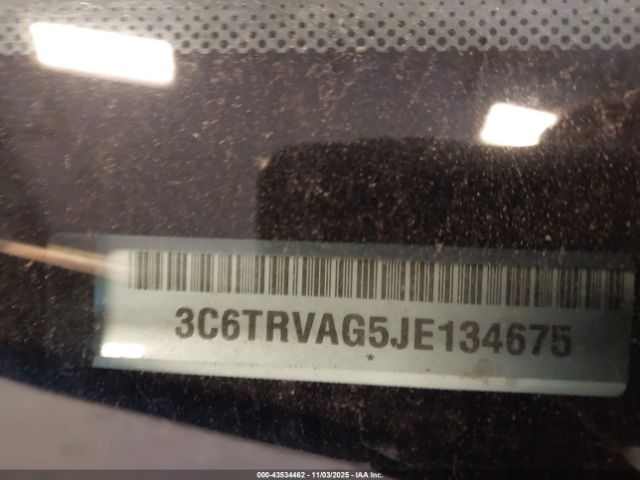 3C6TRVAG5JE134675
*
000-43534462 - 11/03/2025 - IAA Inc.